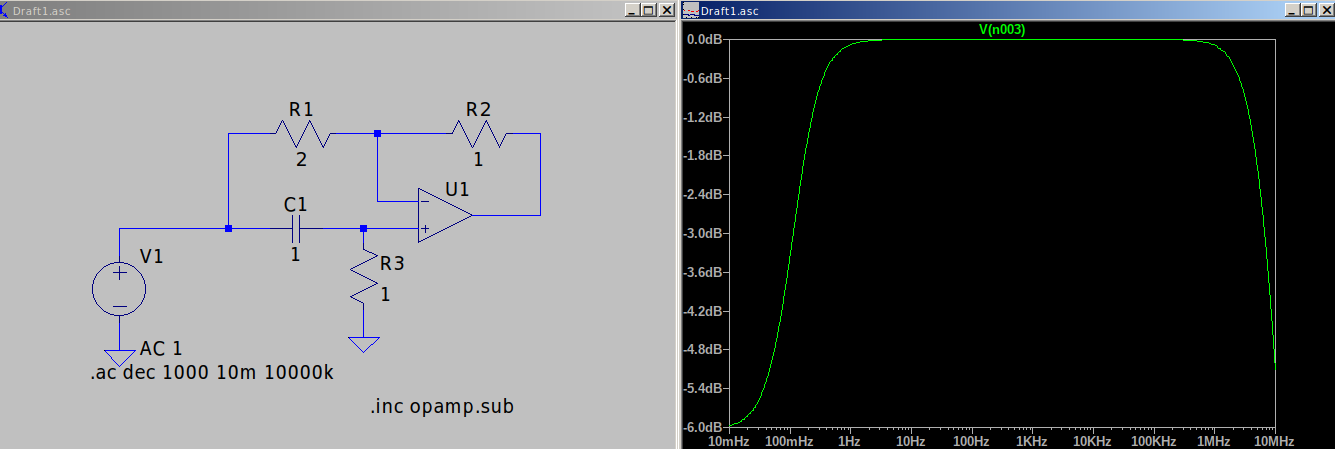 Draft1.asc
R1
2
R2
1
U1
C1
1
V1
R3
1
AC 1
.ac dec 1000 10m 10000k
.inc opamp.sub
Draft1.asc
V(n003)
0.0dB
-0.6dB
-1.2dB
-1.8dB
-2.4dB
-3.0dB
-3.6dB
-4.2dB
-4.8dB
-5.4dB
-6.0dB
10mHz 100mHz 1Hz 10Hz 100Hz 1KHz 10KHz 100KHz 1MHz 10MHz